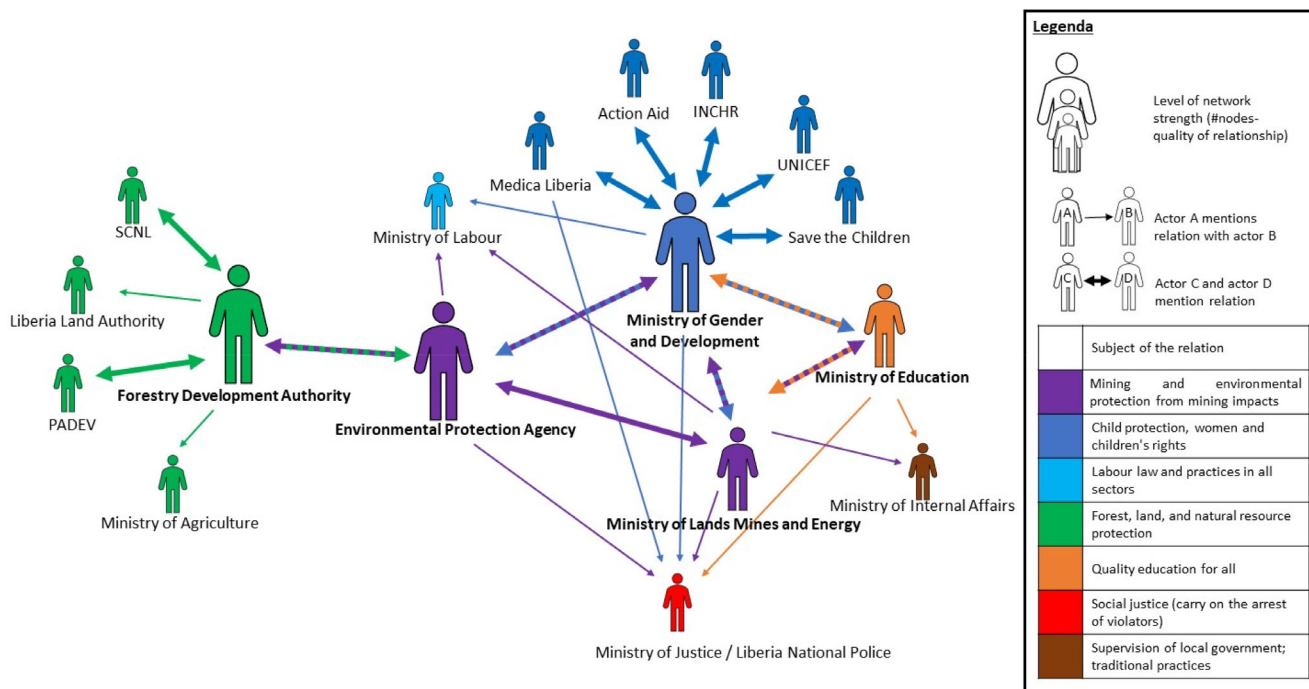 Action Aid
INCHR
UNICEF
Medica Liberia
SCNL
Ministry of Labour
Save the Children
Liberia Land Authority
Ministry of Gender
and Development
Forestry Development Authority
Ministry of Education
PADEV
Environmental Protection Agency
Ministry of Agriculture
Ministry of Lands Mines and Energy
Ministry of Internal Affairs
Ministry of Justice / Liberia National Police
Legenda
Level of network
strength (#nodes-
quality of relationship)
A
B
Actor A mentions
relation with actor B
C
D
Actor C and actor D
mention relation
Subject of the relation
Mining and environmental
protection from mining impacts
Child protection, women and
children's rights
Labour law and practices in all
sectors
Forest, land, and natural resource
protection
Quality education for all
Social justice (carry on the arrest
of violators)
Supervision of local government;
traditional practices